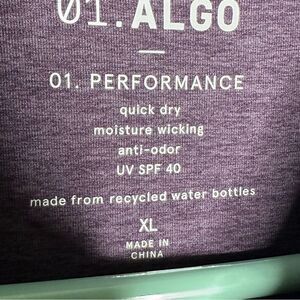 01.ALGO
01. PERFORMANCE
quick dry
moisture wicking
anti-odor
UV SPF 40
made from recycled water bottles
XL
MADE IN
CHINA